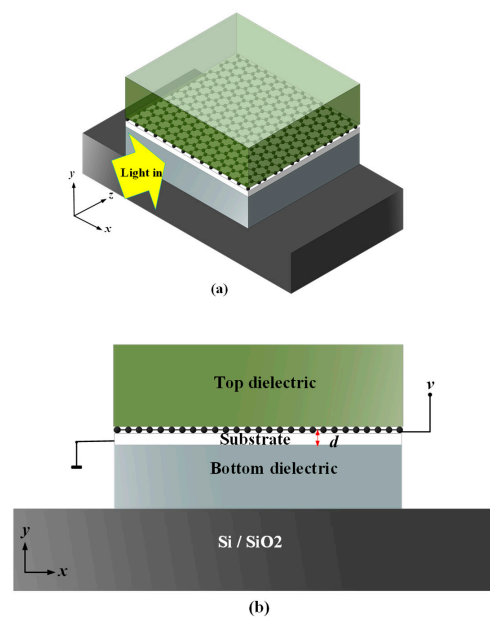 Light in
y
z
x
(a)
Top dielectric
v
Substrate
d
Bottom dielectric
Si / SiO2
y
x
(b)